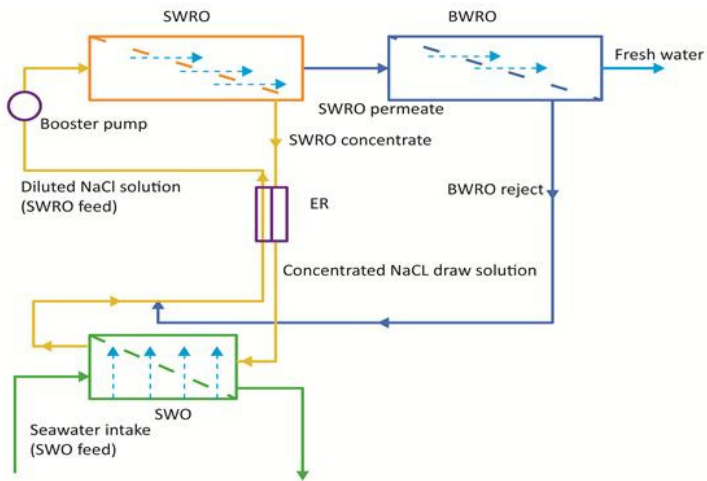 SWRO
BWRO
Fresh water
SWRO permeate
Booster pump
SWRO concentrate
Diluted NaCl solution
(SWRO feed)
ER
BWRO reject
Concentrated NaCL draw solution
SWO
Seawater intake
(SWO feed)